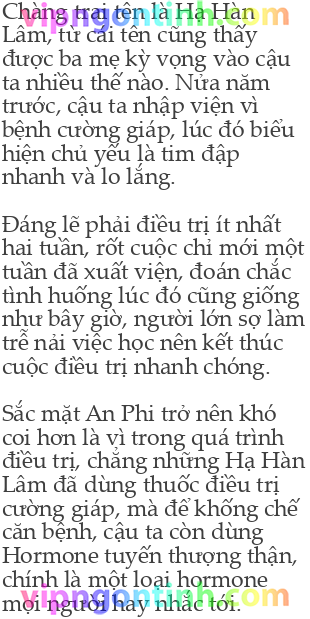 Chàng trai tên là Hạ Hàn
Lâm, từ cái tên cũng thấy
được ba mẹ kỳ vọng vào cậu
ta nhiều thế nào. Nửa năm
trước, cậu ta nhập viện vì
bệnh cường giáp, lúc đó biểu
hiện chủ yếu là tim đập
nhanh và lo lắng.
Đáng lẽ phải điều trị ít nhất
hai tuần, rốt cuộc chỉ mới một
tuần đã xuất viện, đoán chắc
tình huống lúc đó cũng giống
như bây giờ, người lớn sợ làm
trễ nải việc học nên kết thúc
cuộc điều trị nhanh chóng.
Sắc mặt An Phi trở nên khó
coi hơn là vì trong quá trình
điều trị, chẳng những Hạ Hàn
Lâm đã dùng thuốc điều trị
cường giáp, mà để khống chế
căn bệnh, cậu ta còn dùng
Hormone tuyến thượng thận,
chính là một loại hormone
mọi người hay nhắc tới.
vipngontinh.com
vipngontinh.com